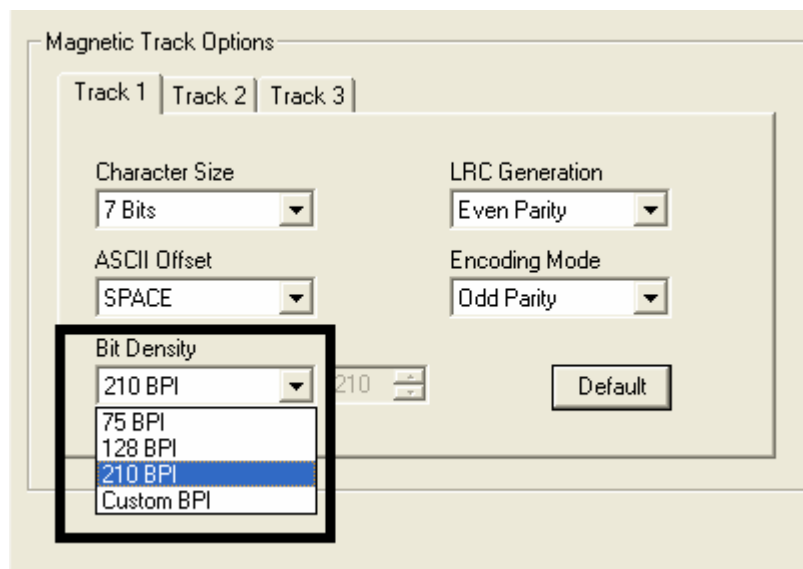 Magnetic Track Options
Track 1 Track 2 Track 3
Character Size LRC Generation
7 Bits Even Parity
ASCII Offset Encoding Mode
SPACE Odd Parity
Bit Density
210 BPI 210 Default
75 BPI
128 BPI
210 BPI
Custom BPI